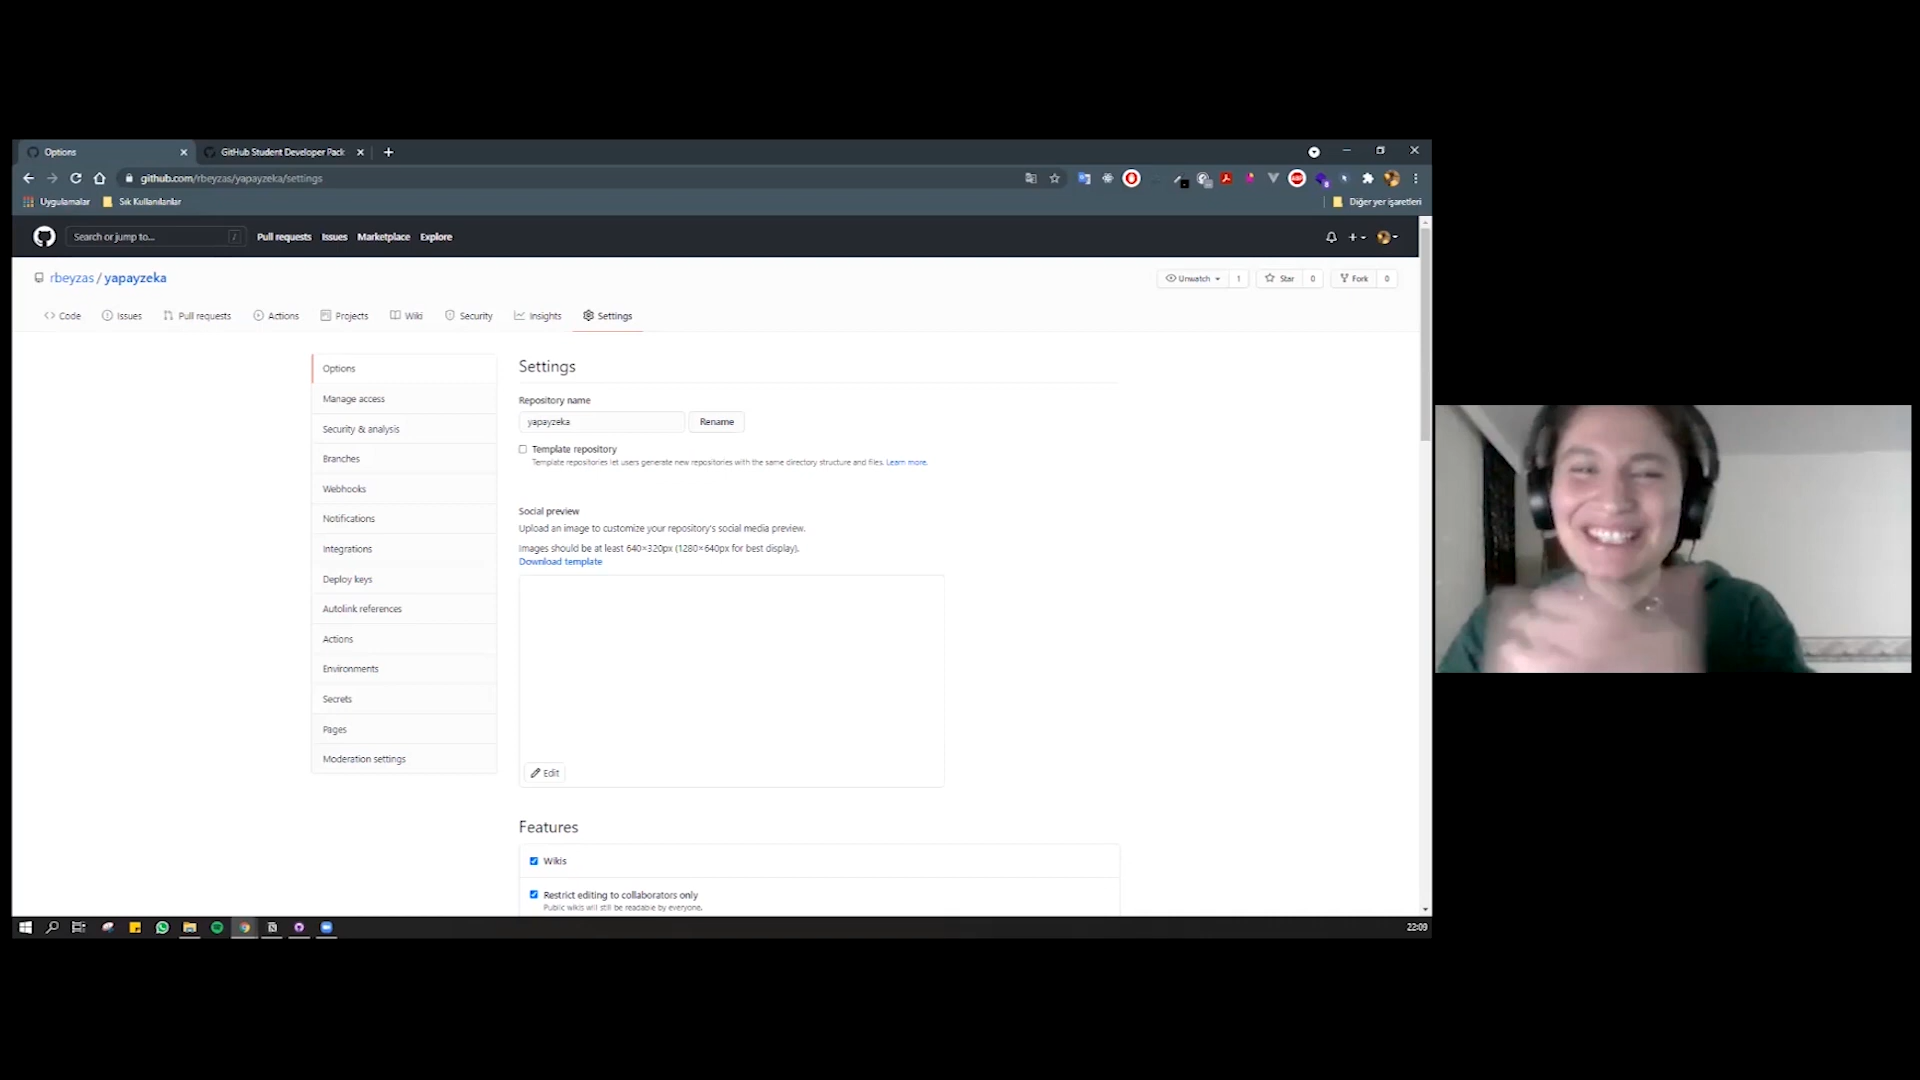 Options
GitHub Student Developer Pack
github.com/rbeyzas/yapayzeka/settings
Uygulamalar
Sık Kullanılanlar
Diğer yer işaretleri
Search or jump to... /
Pull requests Issues Marketplace Explore
rbeyzas / yapayzeka
Unwatch 1 Star 0 Fork 0
Code Issues Pull requests Actions Projects Wiki Security Insights Settings
Options
Manage access
Security & analysis
Branches
Webhooks
Notifications
Integrations
Deploy keys
Autolink references
Actions
Environments
Secrets
Pages
Moderation settings
Settings
Repository name
yapayzeka Rename
Template repository
Template repositories let users generate new repositories with the same directory structure and files. Learn more.
Social preview
Upload an image to customize your repository's social media preview.
Images should be at least 640×320px (1280×640px for best display).
Download template
Edit
Features
Wikis
Restrict editing to collaborators only
Public wikis will still be readable by everyone.
22:09